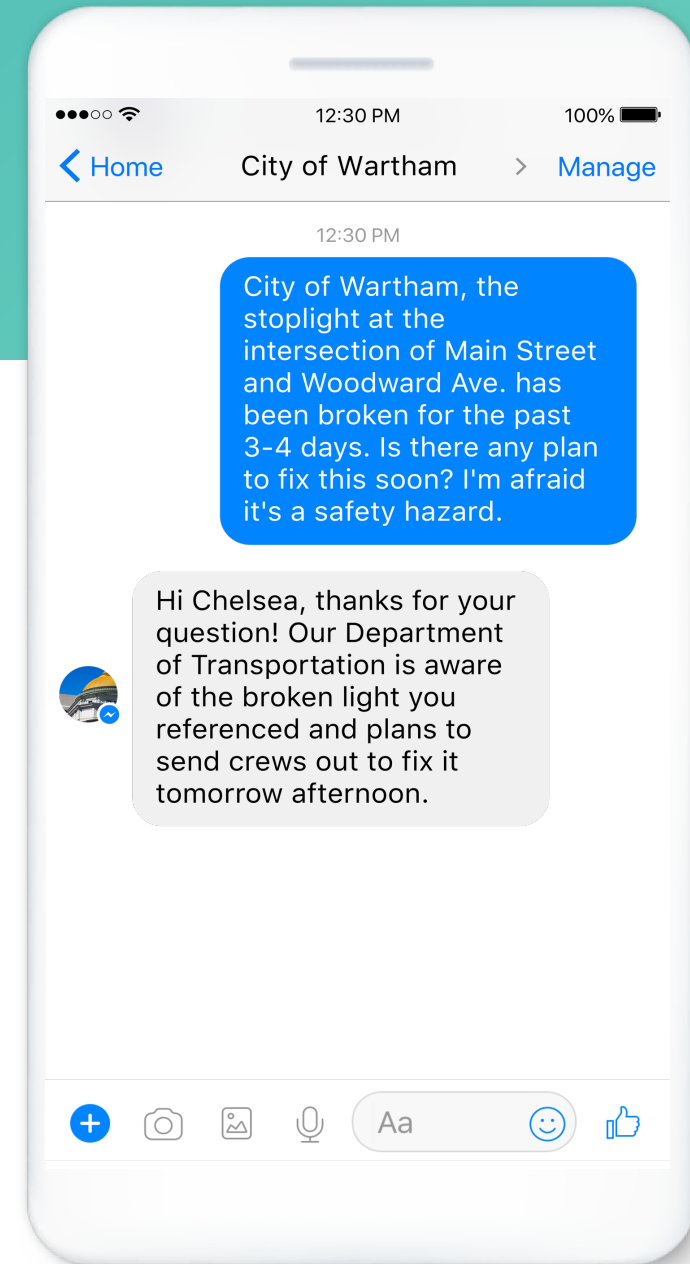 12:30 PM 100%
Home City of Wartham > Manage
12:30 PM
City of Wartham, the
stoplight at the
intersection of Main Street
and Woodward Ave. has
been broken for the past
3-4 days. Is there any plan
to fix this soon? I'm afraid
it's a safety hazard.
Hi Chelsea, thanks for your
question! Our Department
of Transportation is aware
of the broken light you
referenced and plans to
send crews out to fix it
tomorrow afternoon.
Aa